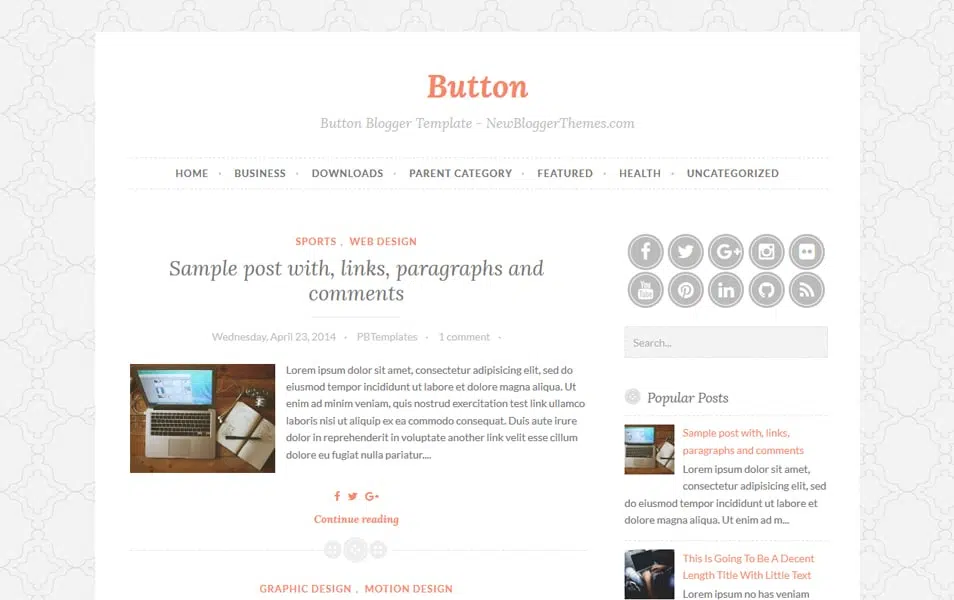 Button
Button Blogger Template - NewBloggerThemes.com
HOME • BUSINESS • DOWNLOADS • PARENT CATEGORY • FEATURED • HEALTH • UNCATEGORIZED
SPORTS , WEB DESIGN
Sample post with, links, paragraphs and
comments
Wednesday, April 23, 2014 • PBTemplates • 1 comment •
Lorem ipsum dolor sit amet, consectetur adipisicing elit, sed do
eiusmod tempor incididunt ut labore et dolore magna aliqua. Ut
enim ad minim veniam, quis nostrud exercitation test link ullamco
laboris nisi ut aliquip ex ea commodo consequat. Duis aute irure
dolor in reprehenderit in voluptate another link velit esse cillum
dolore eu fugiat nulla pariatur....
Continue reading
GRAPHIC DESIGN , MOTION DESIGN
You
Tube
Search...
Popular Posts
Sample post with, links,
paragraphs and comments
Lorem ipsum dolor sit amet,
consectetur adipisicing elit, sed
do eiusmod tempor incididunt ut labore et
dolore magna aliqua. Ut enim ad m...
This Is Going To Be A Decent
Length Title With Little Text
Lorem ipsum no has veniam